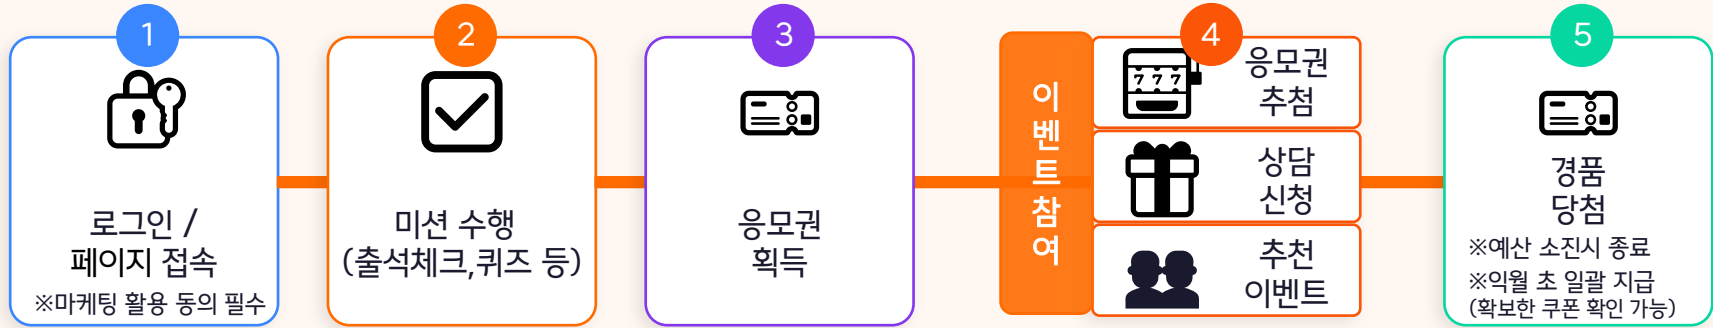 1
로그인 /
페이지 접속
※마케팅 활용 동의 필수
2
미션 수행
(출석체크,퀴즈 등)
3
응모권
획득
이벤트참여
4
777
응모권
추첨
상담
신청
추천
이벤트
5
경품
당첨
※예산 소진시 종료
※익월 초 일괄 지급
(확보한 쿠폰 확인 가능)